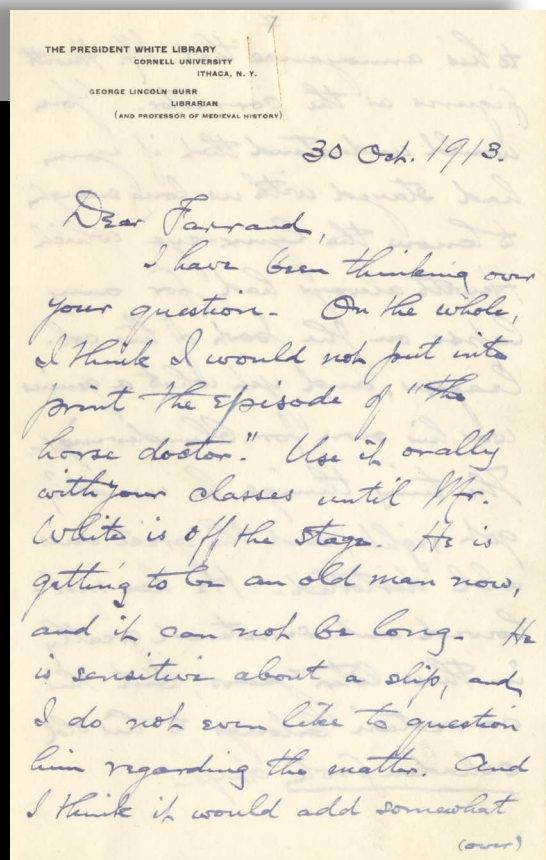 7
THE PRESIDENT WHITE LIBRARY
CORNELL UNIVERSITY
ITHACA, N. Y.
GEORGE LINCOLN BURR
LIBRARIAN
(AND PROFESSOR OF MEDIEVAL HISTORY)
30 Oct. 1913.
Dear Farrand,
I have been thinking over
your question. On the whole,
I think I would not put into
print the episode of "the
horse doctor." Use it orally
with your classes until Mr.
White is off the stage. He is
getting to be an old man now,
and it can not be long. He
is sensitive about a slip, and
I do not even like to question
him regarding the matter. And
I think it would add somewhat
(over)